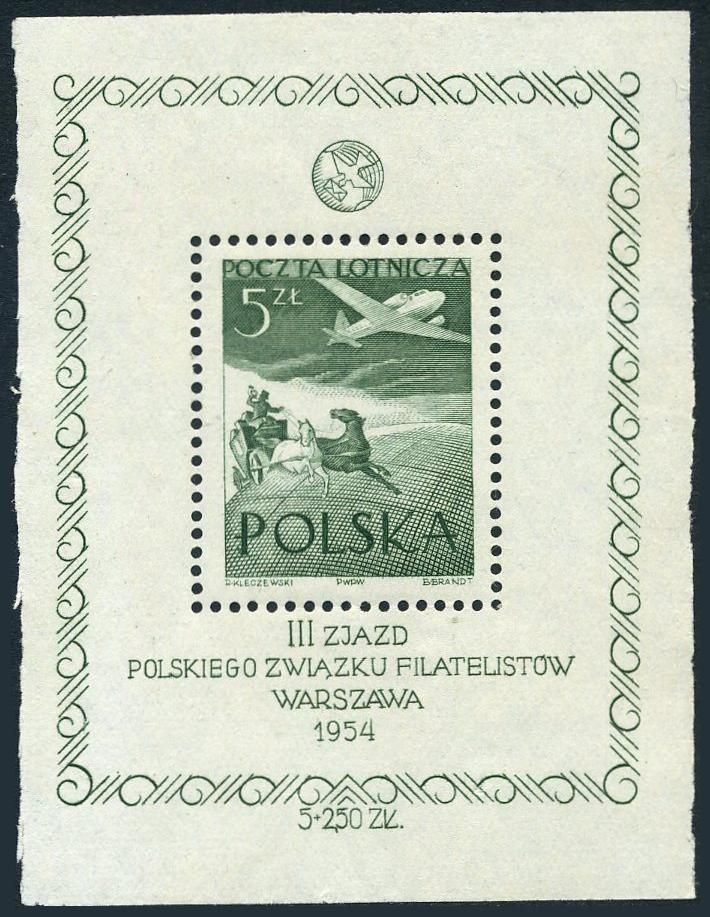 POCZTA LOTNICZA
5 ZŁ
POLSKA
R·KLECZEWSKI PWPW B·BRANDT
III ZJAZD
POLSKIEGO ZWIĄZKU FILATELISTÓW
WARSZAWA
1954
5+2,50 ZŁ.